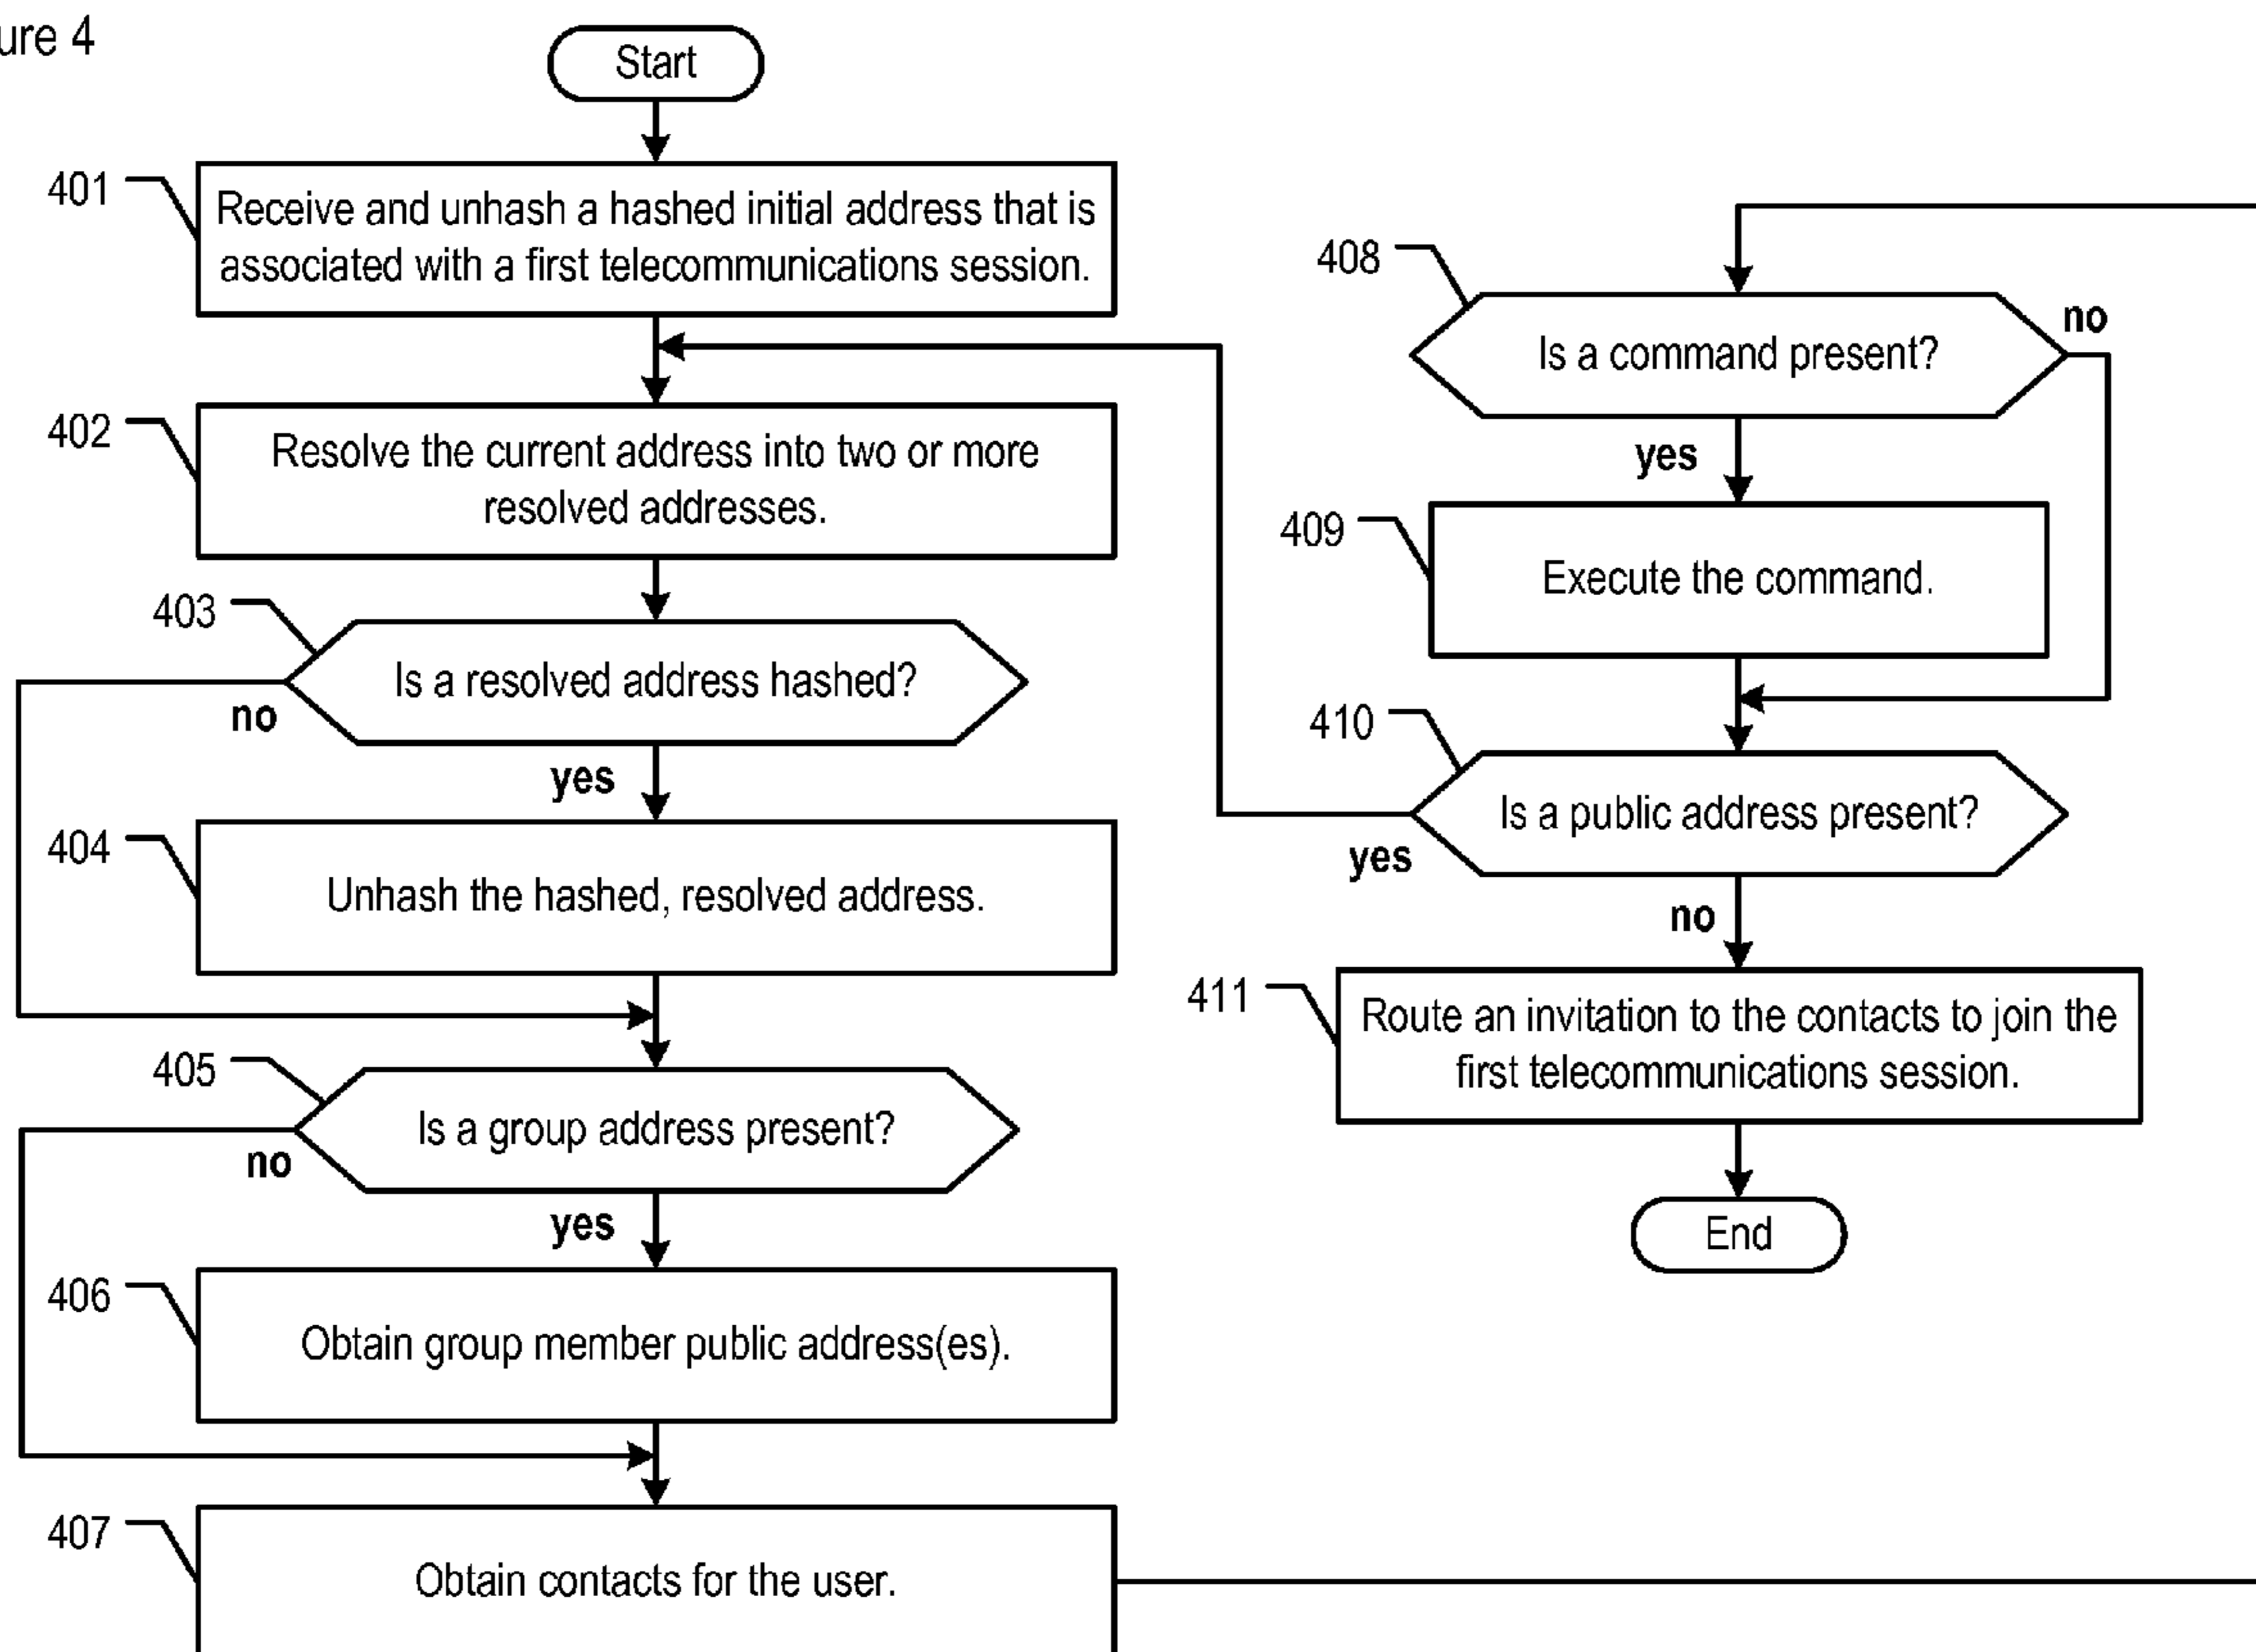 ure 4
Start
401
Receive and unhash a hashed initial address that is
associated with a first telecommunications session.
402
Resolve the current address into two or more
resolved addresses.
403
Is a resolved address hashed?
no
yes
404
Unhash the hashed, resolved address.
405
Is a group address present?
no
yes
406
Obtain group member public address(es).
407
Obtain contacts for the user.
408
Is a command present?
no
yes
409
Execute the command.
410
Is a public address present?
yes
no
411
Route an invitation to the contacts to join the
first telecommunications session.
End